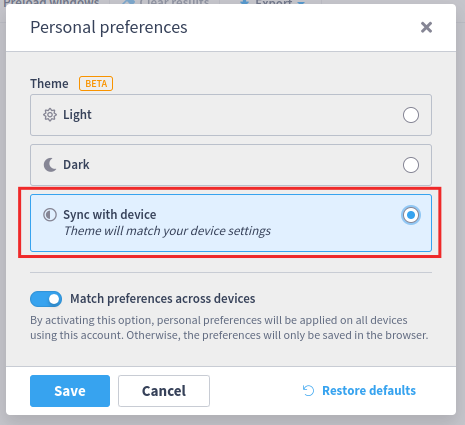 Preload windows Clear results Export
Personal preferences
Theme BETA
Light
Dark
Sync with device
Theme will match your device settings
Match preferences across devices
By activating this option, personal preferences will be applied on all devices
using this account. Otherwise, the preferences will only be saved in the browser.
Save Cancel Restore defaults